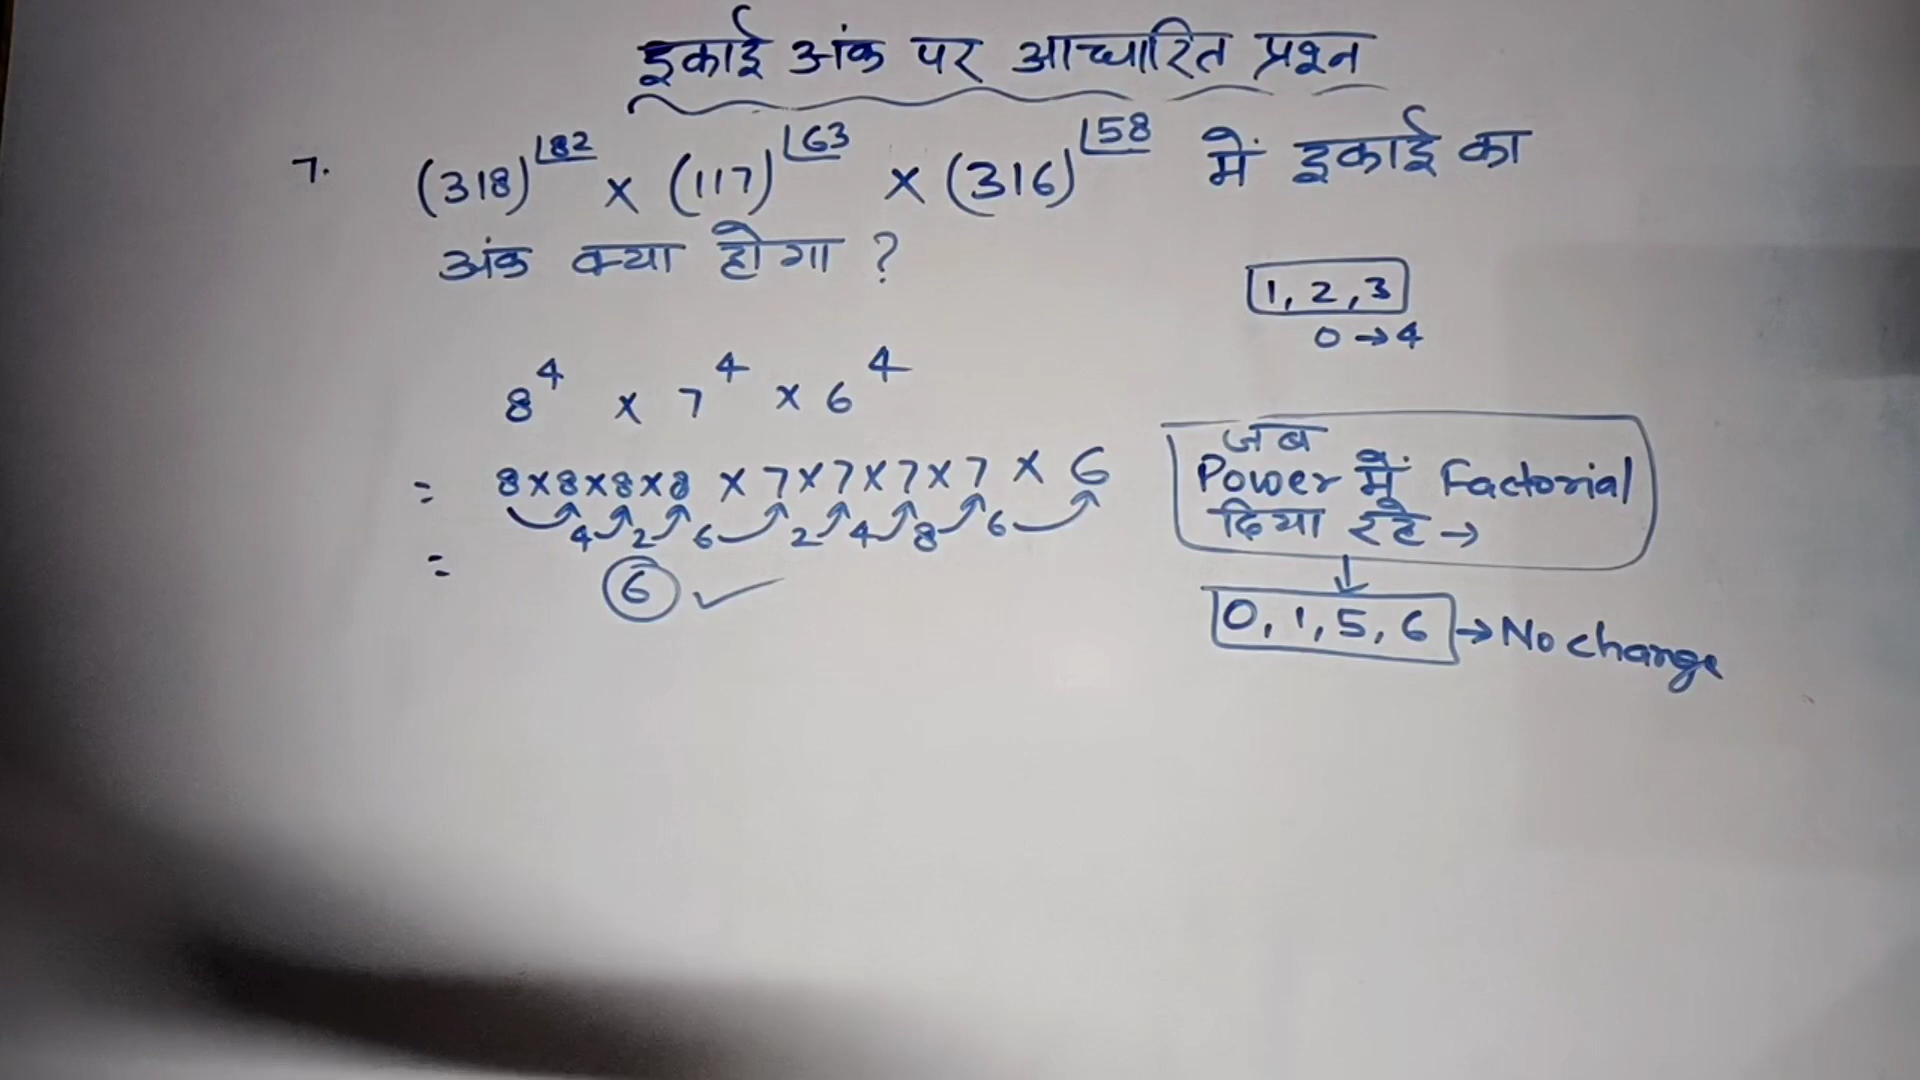 इकाई अंक पर आधारित प्रश्न
7. (318)^|82 × (117)^|63 × (316)^|58 में इकाई का
अंक क्या होगा ?
1, 2, 3
0 → 4
8^4 × 7^4 × 6^4
= 8×8×8×8 × 7×7×7×7 × 6
4 2 6 2 4 8 6
= 6 ✓
जब
Power में Factorial
दिया रहे →
0, 1, 5, 6 → No change